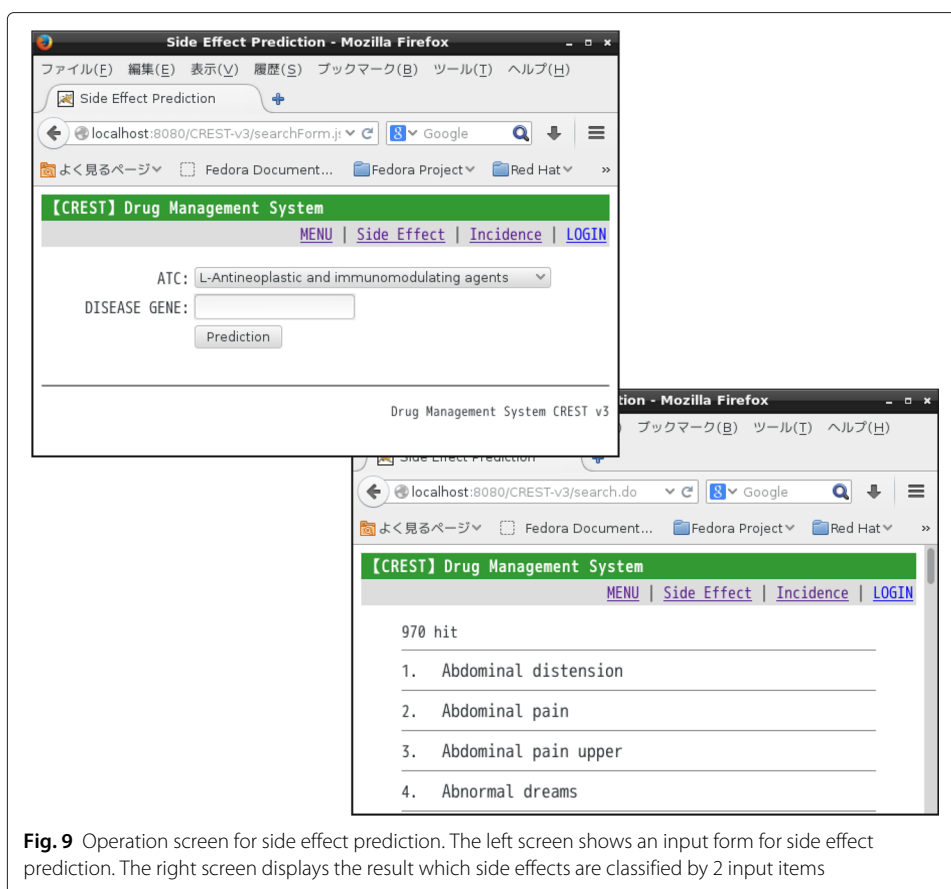 Side Effect Prediction - Mozilla Firefox
ファイル(F) 編集(E) 表示(V) 履歴(S) ブックマーク(B) ツール(T) ヘルプ(H)
Side Effect Prediction
localhost:8080/CREST-v3/searchForm.j
Google
よく見るページ Fedora Document... Fedora Project Red Hat »
【CREST】Drug Management System
MENU | Side Effect | Incidence | LOGIN
ATC: L-Antineoplastic and immunomodulating agents
DISEASE GENE:
Prediction
Drug Management System CREST v3
tion - Mozilla Firefox
) ブックマーク(B) ツール(T) ヘルプ(H)
Side Effect Prediction
localhost:8080/CREST-v3/search.do
Google
よく見るページ Fedora Document... Fedora Project Red Hat »
【CREST】Drug Management System
MENU | Side Effect | Incidence | LOGIN
970 hit
1. Abdominal distension
2. Abdominal pain
3. Abdominal pain upper
4. Abnormal dreams
Fig. 9 Operation screen for side effect prediction. The left screen shows an input form for side effect
prediction. The right screen displays the result which side effects are classified by 2 input items